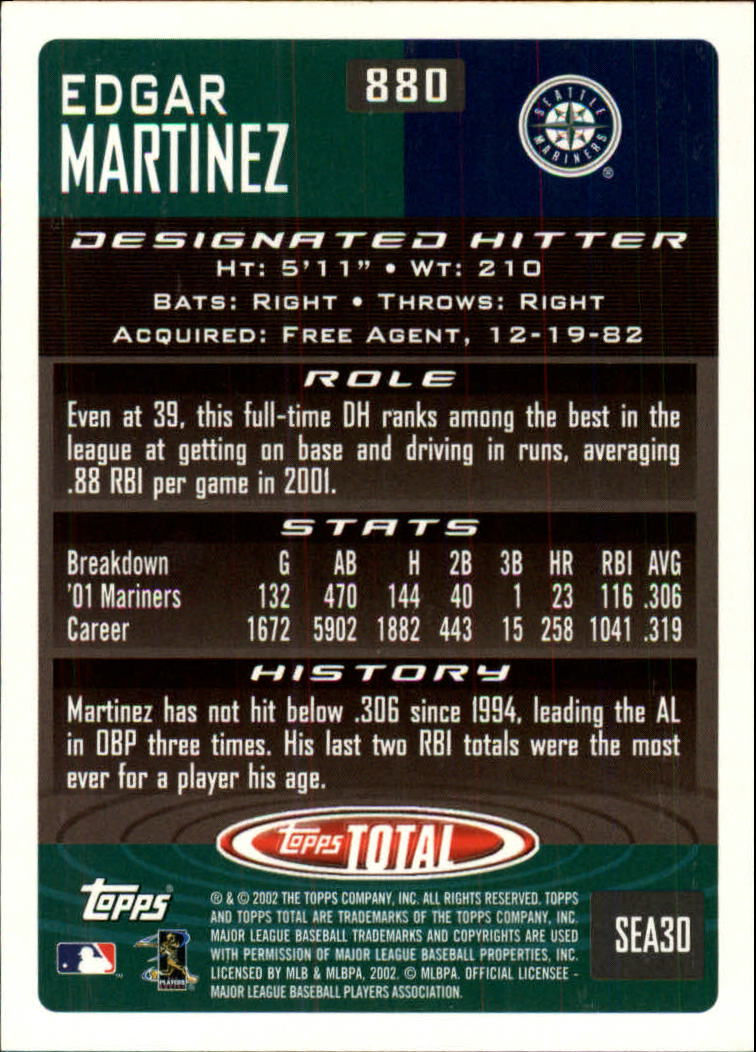 EDGAR
MARTINEZ
880
SEATTLE
MARINERS
®
DESIGNATED HITTER
HT: 5'11" • WT: 210
BATS: RIGHT • THROWS: RIGHT
ACQUIRED: FREE AGENT, 12-19-82
ROLE
Even at 39, this full-time DH ranks among the best in the
league at getting on base and driving in runs, averaging
.88 RBI per game in 2001.
STATS
Breakdown G AB H 2B 3B HR RBI AVG
'01 Mariners 132 470 144 40 1 23 116 .306
Career 1672 5902 1882 443 15 258 1041 .319
HISTORY
Martinez has not hit below .306 since 1994, leading the AL
in OBP three times. His last two RBI totals were the most
ever for a player his age.
topps TOTAL
topps®
® & © 2002 THE TOPPS COMPANY, INC. ALL RIGHTS RESERVED. TOPPS
AND TOPPS TOTAL ARE TRADEMARKS OF THE TOPPS COMPANY, INC.
MAJOR LEAGUE BASEBALL TRADEMARKS AND COPYRIGHTS ARE USED
WITH PERMISSION OF MAJOR LEAGUE BASEBALL PROPERTIES, INC.
LICENSED BY MLB & MLBPA, 2002. © MLBPA. OFFICIAL LICENSEE -
MAJOR LEAGUE BASEBALL PLAYERS ASSOCIATION.
SEA30
™
PLAYERS